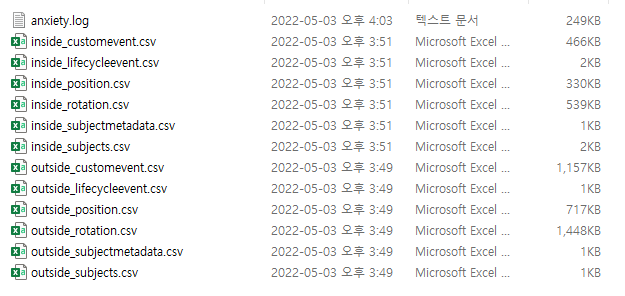 anxiety.log 2022-05-03 오후 4:03 텍스트 문서 249KB
inside_customevent.csv 2022-05-03 오후 3:51 Microsoft Excel ... 466KB
inside_lifecycleevent.csv 2022-05-03 오후 3:51 Microsoft Excel ... 2KB
inside_position.csv 2022-05-03 오후 3:51 Microsoft Excel ... 330KB
inside_rotation.csv 2022-05-03 오후 3:51 Microsoft Excel ... 539KB
inside_subjectmetadata.csv 2022-05-03 오후 3:51 Microsoft Excel ... 1KB
inside_subjects.csv 2022-05-03 오후 3:51 Microsoft Excel ... 2KB
outside_customevent.csv 2022-05-03 오후 3:49 Microsoft Excel ... 1,157KB
outside_lifecycleevent.csv 2022-05-03 오후 3:49 Microsoft Excel ... 1KB
outside_position.csv 2022-05-03 오후 3:49 Microsoft Excel ... 717KB
outside_rotation.csv 2022-05-03 오후 3:49 Microsoft Excel ... 1,448KB
outside_subjectmetadata.csv 2022-05-03 오후 3:49 Microsoft Excel ... 1KB
outside_subjects.csv 2022-05-03 오후 3:49 Microsoft Excel ... 1KB